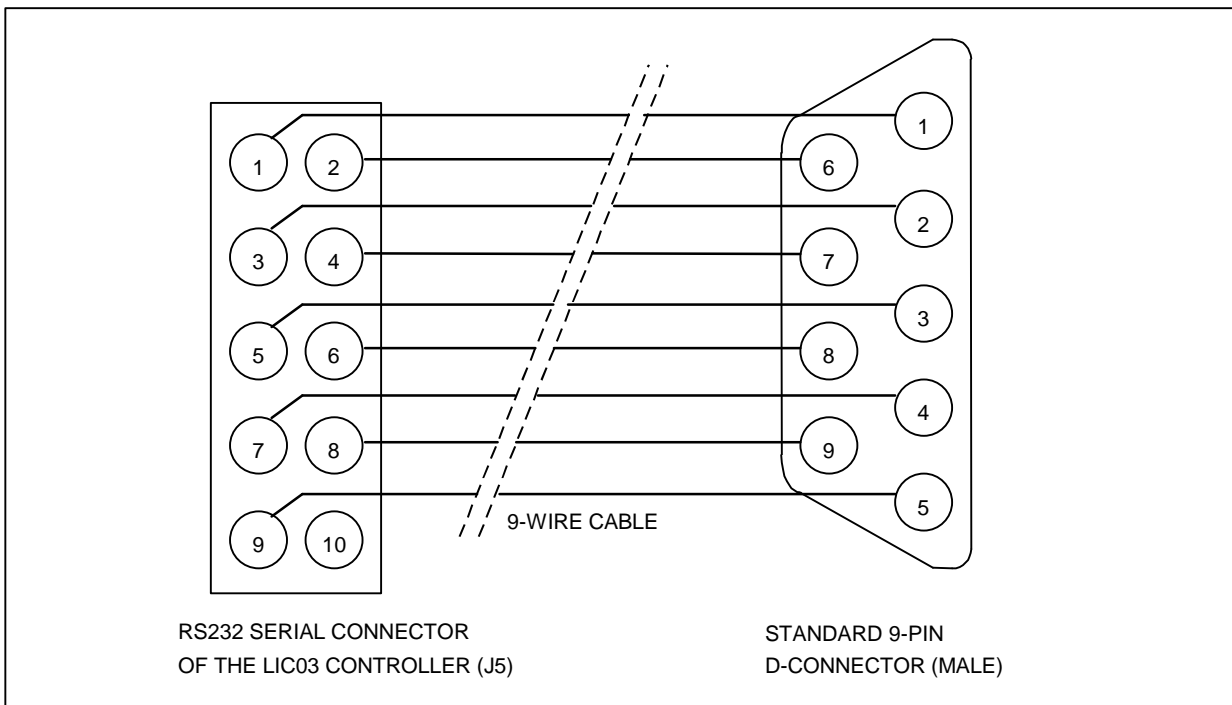 1
1 2 6
2
3 4 7
3
5 6 8
4
7 8 9
5
9-WIRE CABLE
9 10
RS232 SERIAL CONNECTOR
OF THE LIC03 CONTROLLER (J5)
STANDARD 9-PIN
D-CONNECTOR (MALE)